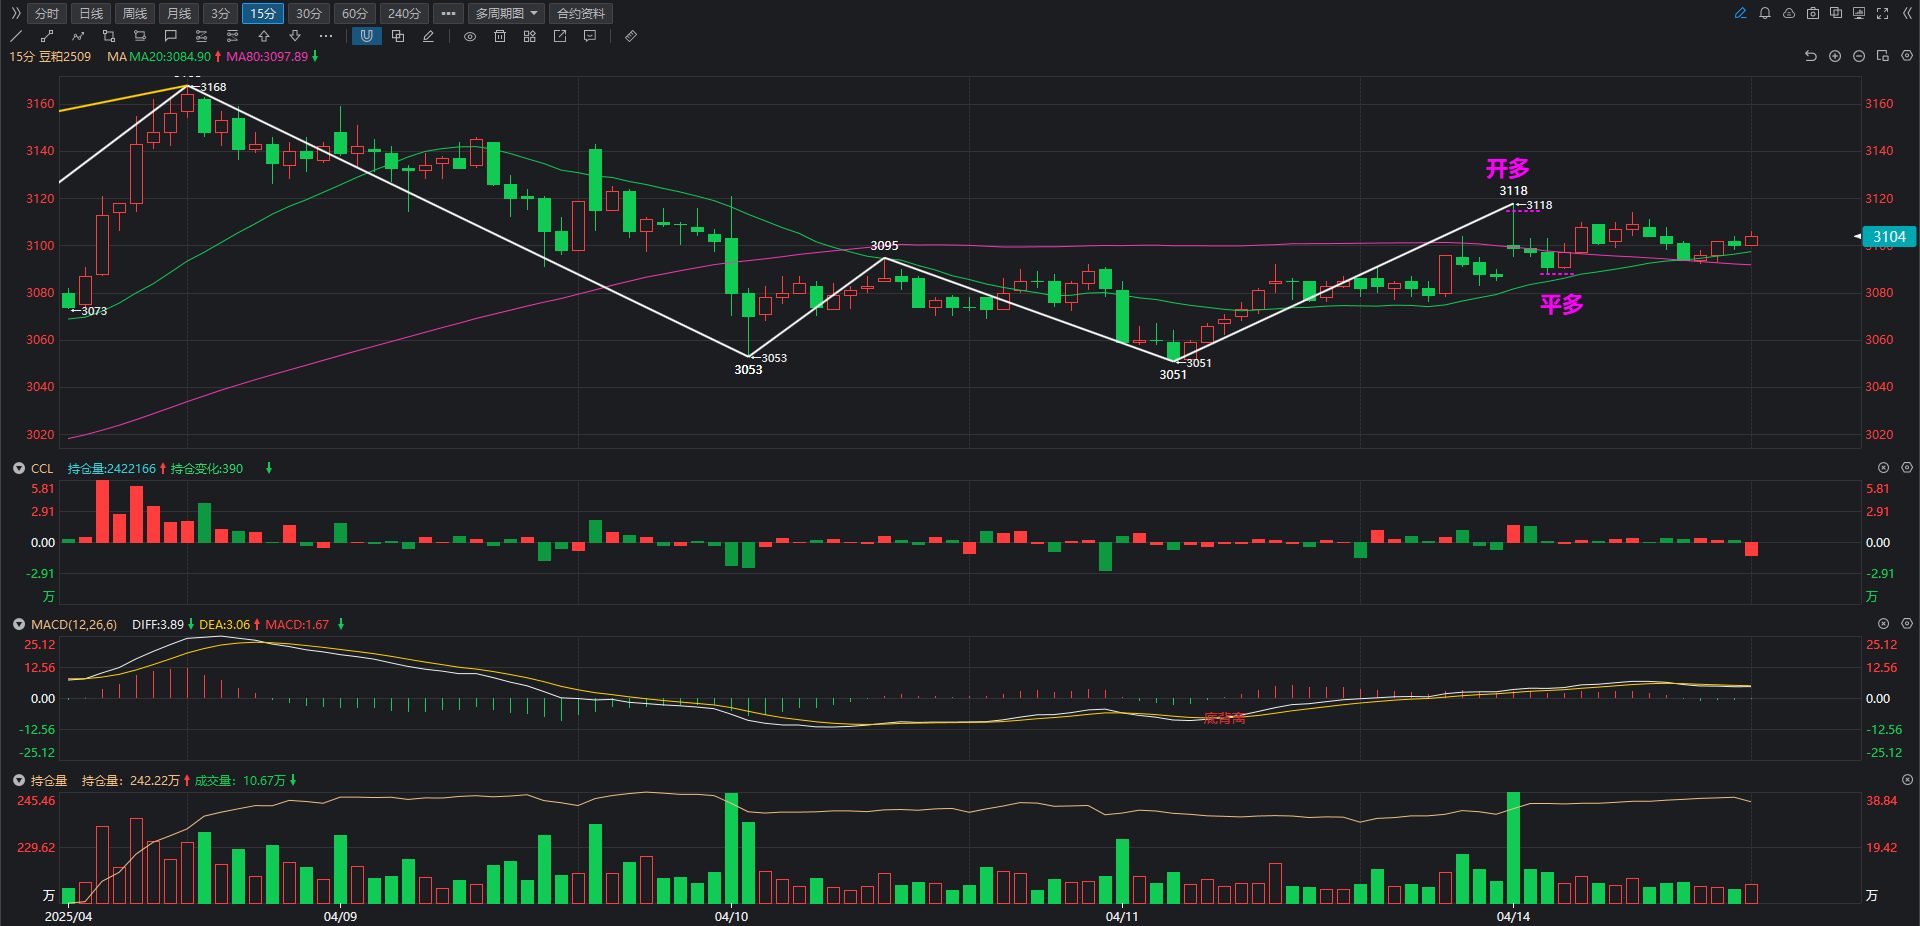 分时 日线 周线 月线 3分 15分 30分 60分 240分 多周期图 合约资料
15分 豆粕2509 MA MA20:3084.90 MA80:3097.89
3168
3160 3160
3140 3140
开多
3118
3120 3120
←3118
3100
3095
3104
3080 3080
←3073
平多
3060 3060
←3053
3053
←3051
3051
3040 3040
3020 3020
CCL 持仓量:2422166 持仓变化:390
5.81 5.81
2.91 2.91
0.00 0.00
-2.91 -2.91
万 万
MACD(12,26,6) DIFF:3.89 DEA:3.06 MACD:1.67
25.12 25.12
12.56 12.56
0.00 0.00
底背离
-12.56 -12.56
-25.12 -25.12
持仓量 持仓量: 242.22万 成交量: 10.67万
245.46 38.84
229.62 19.42
万 万
2025/04 04/09 04/10 04/11 04/14